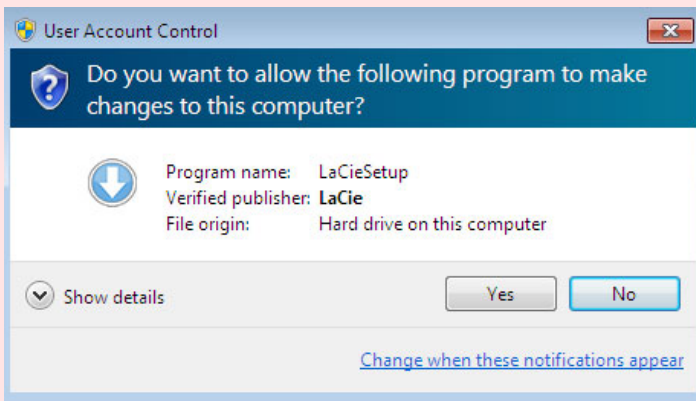 User Account Control
Do you want to allow the following program to make
changes to this computer?
Program name: LaCieSetup
Verified publisher: LaCie
File origin: Hard drive on this computer
Show details
Yes
No
Change when these notifications appear